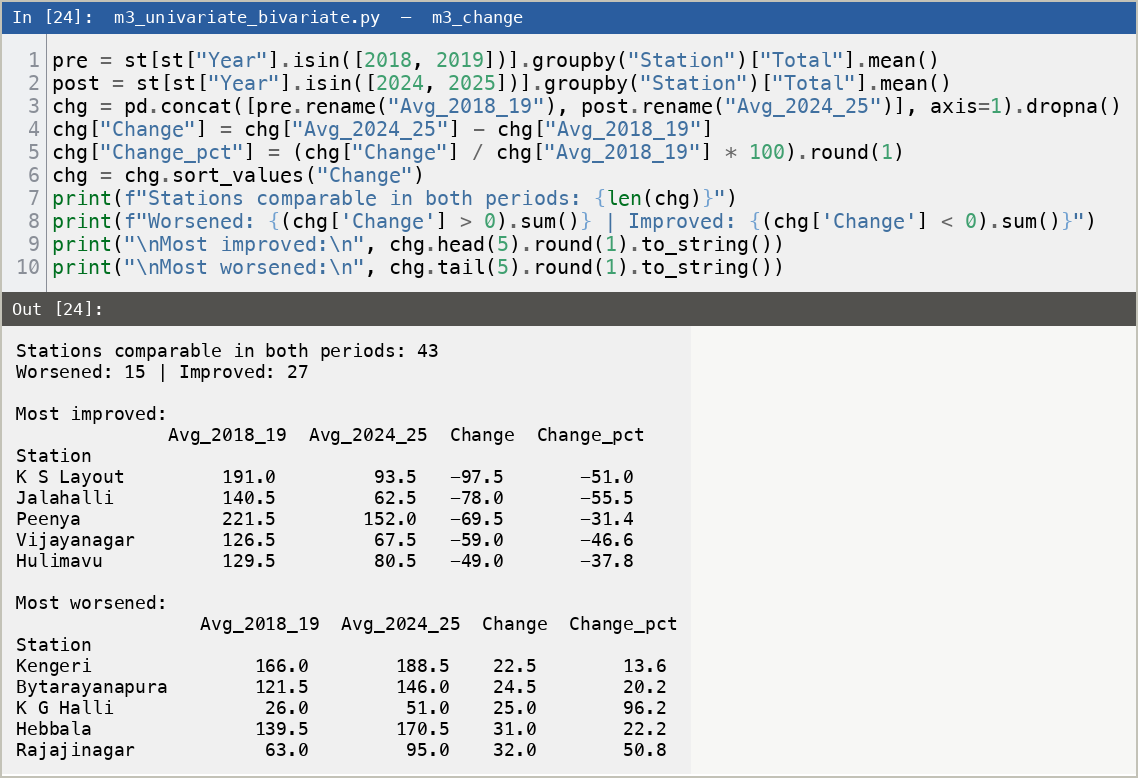 In [24]:  m3_univariate_bivariate.py  —  m3_change
1 pre = st[st["Year"].isin([2018, 2019])].groupby("Station")["Total"].mean()
2 post = st[st["Year"].isin([2024, 2025])].groupby("Station")["Total"].mean()
3 chg = pd.concat([pre.rename("Avg_2018_19"), post.rename("Avg_2024_25")], axis=1).dropna()
4 chg["Change"] = chg["Avg_2024_25"] − chg["Avg_2018_19"]
5 chg["Change_pct"] = (chg["Change"] / chg["Avg_2018_19"] * 100).round(1)
6 chg = chg.sort_values("Change")
7 print(f"Stations comparable in both periods: {len(chg)}")
8 print(f"Worsened: {(chg['Change'] > 0).sum()} | Improved: {(chg['Change'] < 0).sum()}")
9 print("\nMost improved:\n", chg.head(5).round(1).to_string())
10 print("\nMost worsened:\n", chg.tail(5).round(1).to_string())
Out [24]:
Stations comparable in both periods: 43
Worsened: 15 | Improved: 27
Most improved:
Avg_2018_19  Avg_2024_25  Change  Change_pct
Station
K S Layout  191.0  93.5  −97.5  −51.0
Jalahalli  140.5  62.5  −78.0  −55.5
Peenya  221.5  152.0  −69.5  −31.4
Vijayanagar  126.5  67.5  −59.0  −46.6
Hulimavu  129.5  80.5  −49.0  −37.8
Most worsened:
Avg_2018_19  Avg_2024_25  Change  Change_pct
Station
Kengeri  166.0  188.5  22.5  13.6
Bytarayanapura  121.5  146.0  24.5  20.2
K G Halli  26.0  51.0  25.0  96.2
Hebbala  139.5  170.5  31.0  22.2
Rajajinagar  63.0  95.0  32.0  50.8